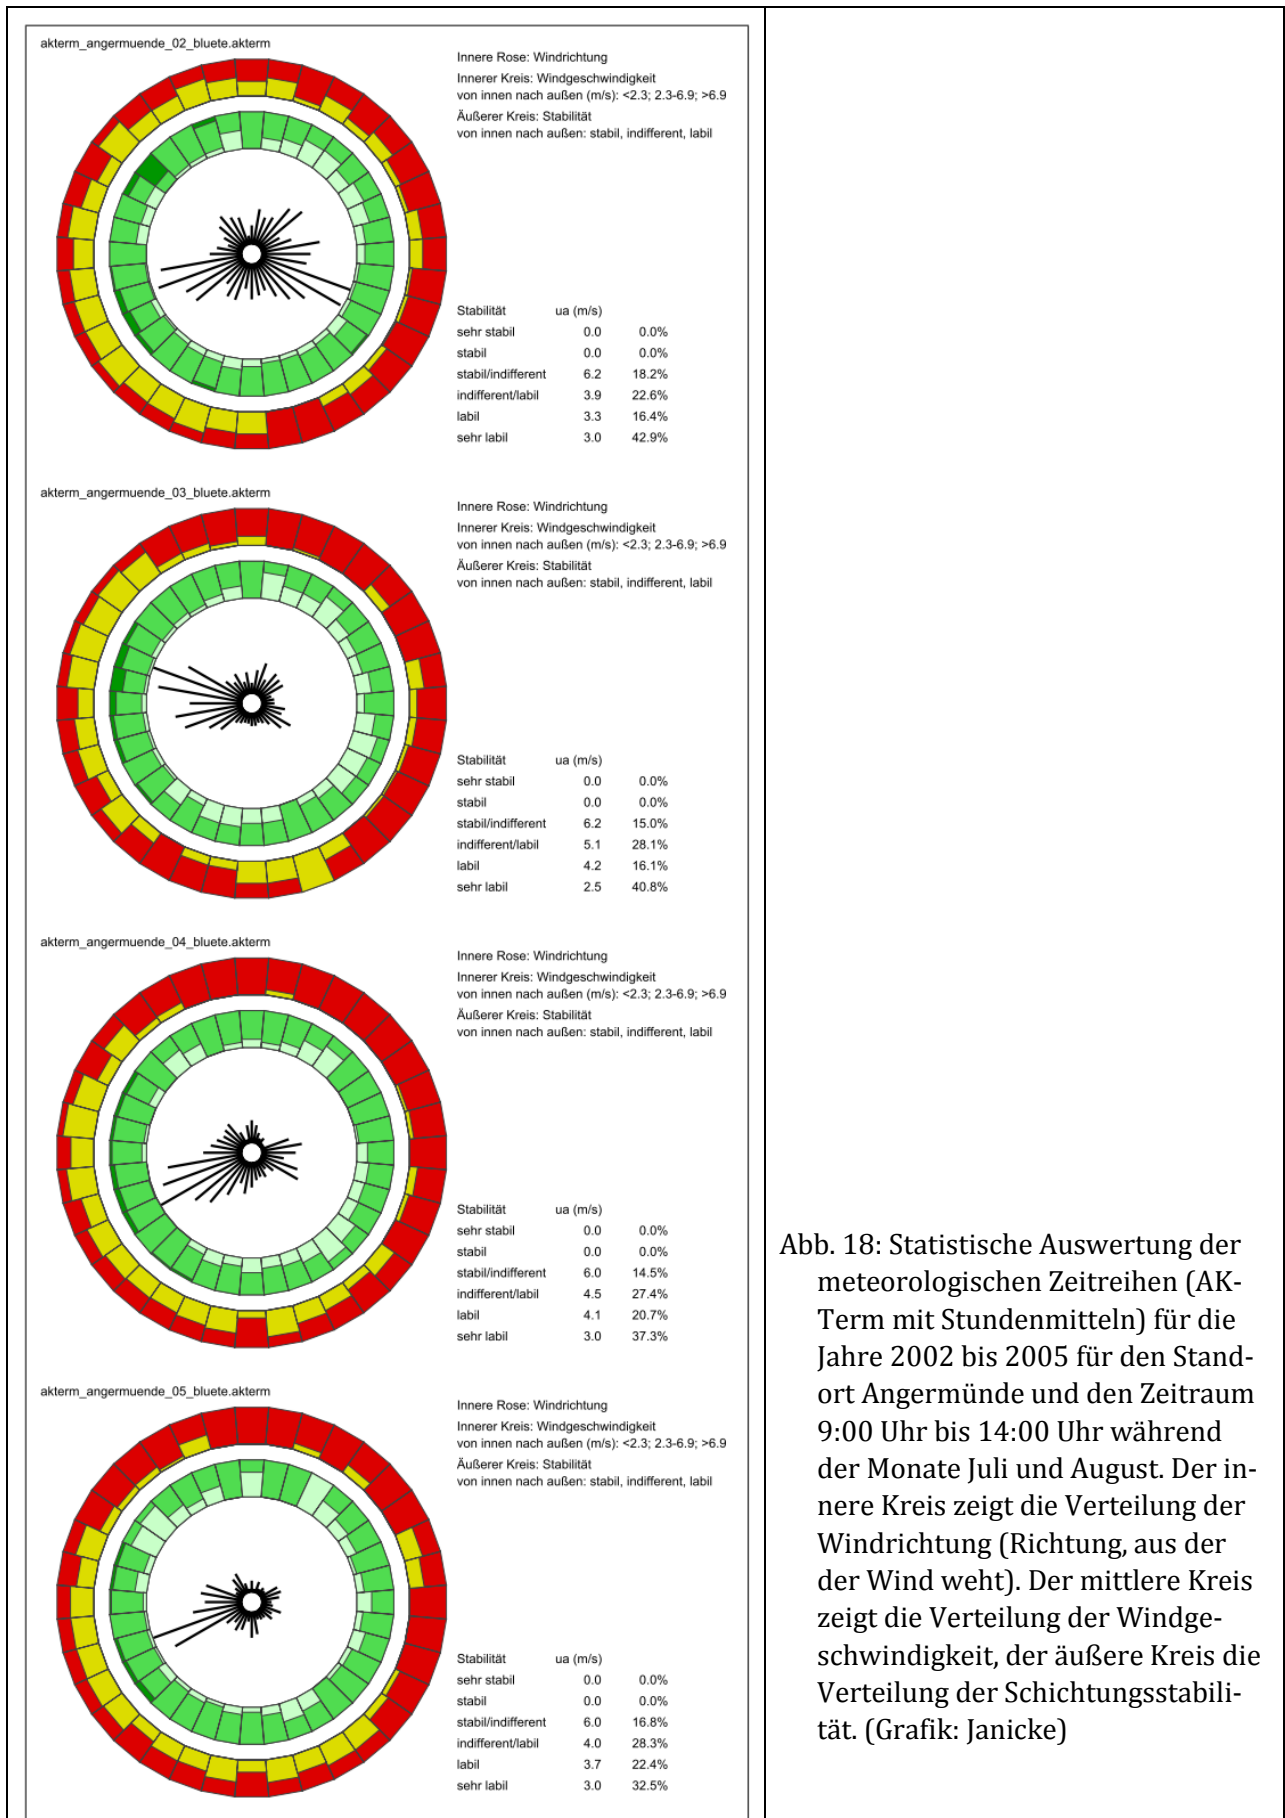 akterm_angermuende_02_bluete.akterm
Innere Rose: Windrichtung
Innerer Kreis: Windgeschwindigkeit
von innen nach außen (m/s): <2.3; 2.3-6.9; >6.9
Äußerer Kreis: Stabilität
von innen nach außen: stabil, indifferent, labil
Stabilität ua (m/s)
sehr stabil 0.0 0.0%
stabil 0.0 0.0%
stabil/indifferent 6.2 18.2%
indifferent/labil 3.9 22.6%
labil 3.3 16.4%
sehr labil 3.0 42.9%
akterm_angermuende_03_bluete.akterm
Innere Rose: Windrichtung
Innerer Kreis: Windgeschwindigkeit
von innen nach außen (m/s): <2.3; 2.3-6.9; >6.9
Äußerer Kreis: Stabilität
von innen nach außen: stabil, indifferent, labil
Stabilität ua (m/s)
sehr stabil 0.0 0.0%
stabil 0.0 0.0%
stabil/indifferent 6.2 15.0%
indifferent/labil 5.1 28.1%
labil 4.2 16.1%
sehr labil 2.5 40.8%
akterm_angermuende_04_bluete.akterm
Innere Rose: Windrichtung
Innerer Kreis: Windgeschwindigkeit
von innen nach außen (m/s): <2.3; 2.3-6.9; >6.9
Äußerer Kreis: Stabilität
von innen nach außen: stabil, indifferent, labil
Stabilität ua (m/s)
sehr stabil 0.0 0.0%
stabil 0.0 0.0%
stabil/indifferent 6.0 14.5%
indifferent/labil 4.5 27.4%
labil 4.1 20.7%
sehr labil 3.0 37.3%
akterm_angermuende_05_bluete.akterm
Innere Rose: Windrichtung
Innerer Kreis: Windgeschwindigkeit
von innen nach außen (m/s): <2.3; 2.3-6.9; >6.9
Äußerer Kreis: Stabilität
von innen nach außen: stabil, indifferent, labil
Stabilität ua (m/s)
sehr stabil 0.0 0.0%
stabil 0.0 0.0%
stabil/indifferent 6.0 16.8%
indifferent/labil 4.0 28.3%
labil 3.7 22.4%
sehr labil 3.0 32.5%
Abb. 18: Statistische Auswertung der
meteorologischen Zeitreihen (AK-
Term mit Stundenmitteln) für die
Jahre 2002 bis 2005 für den Stand-
ort Angermünde und den Zeitraum
9:00 Uhr bis 14:00 Uhr während
der Monate Juli und August. Der in-
nere Kreis zeigt die Verteilung der
Windrichtung (Richtung, aus der
der Wind weht). Der mittlere Kreis
zeigt die Verteilung der Windge-
schwindigkeit, der äußere Kreis die
Verteilung der Schichtungsstabili-
tät. (Grafik: Janicke)